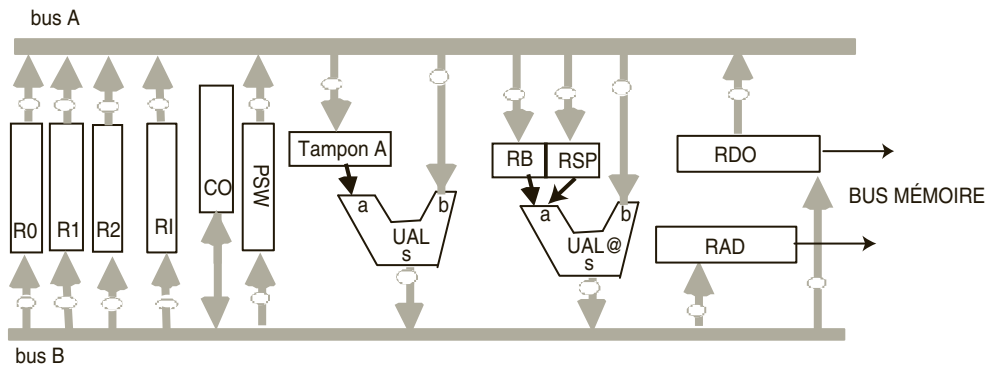 bus A
Tampon A
RB
RSP
RDO
PSW
CO
BUS MÉMOIRE
a
b
a
b
R0
R1
R2
RI
UAL
s
UAL@
s
RAD
bus B